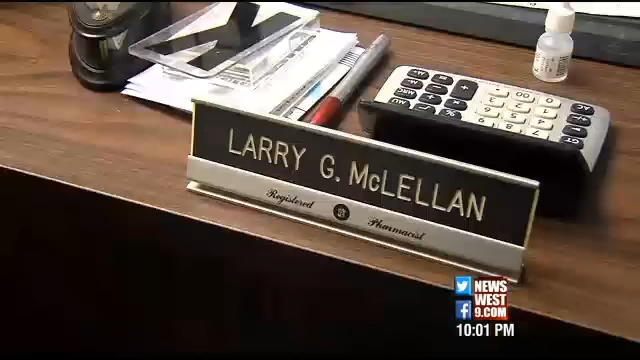 LARRY G. McLELLAN
Registered Pharmacist
NEWS
WEST
9.COM
10:01 PM